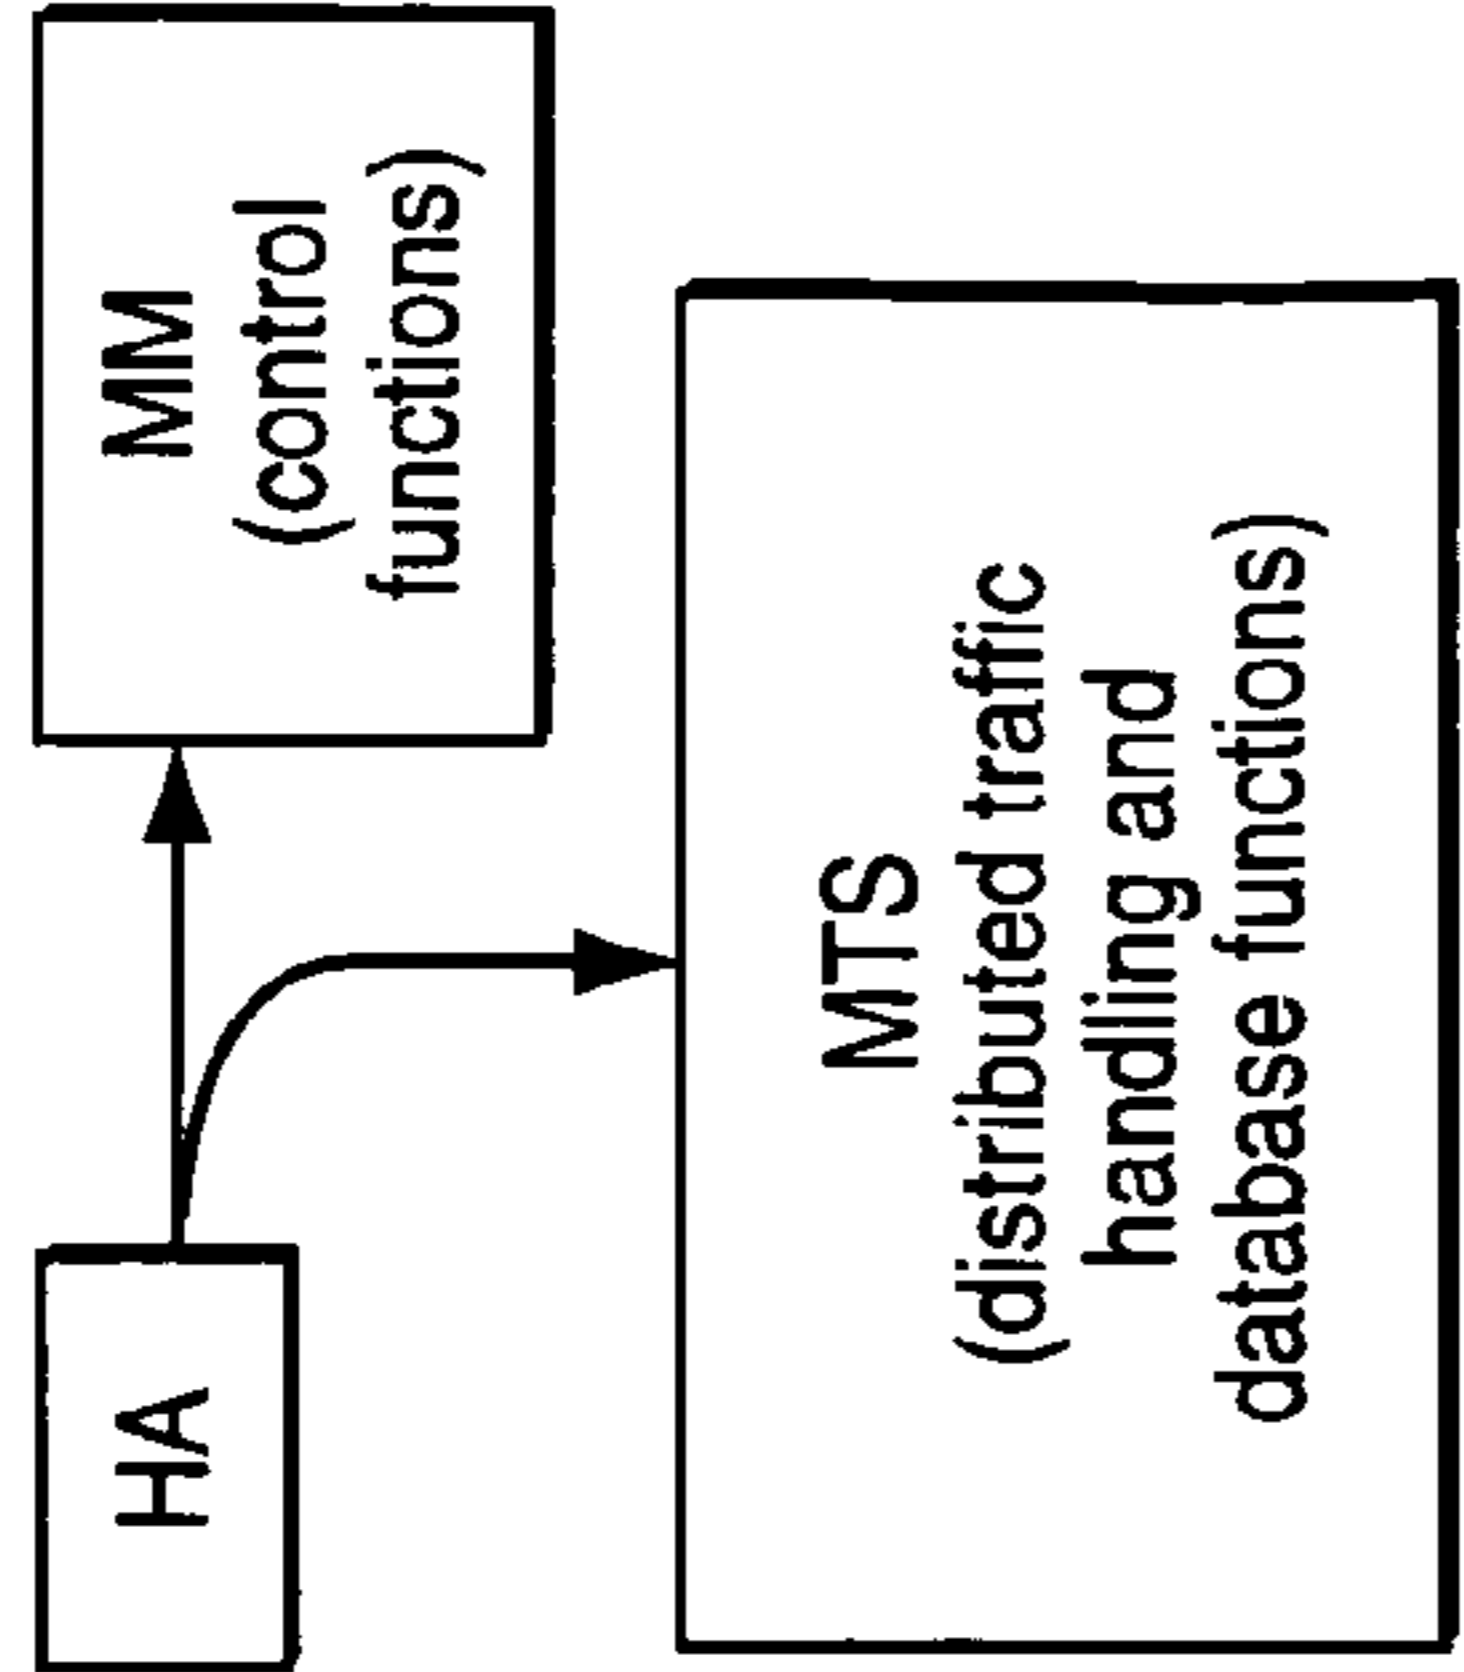 HA
MM
(control
functions)
MTS
(distributed traffic
handling and
database functions)